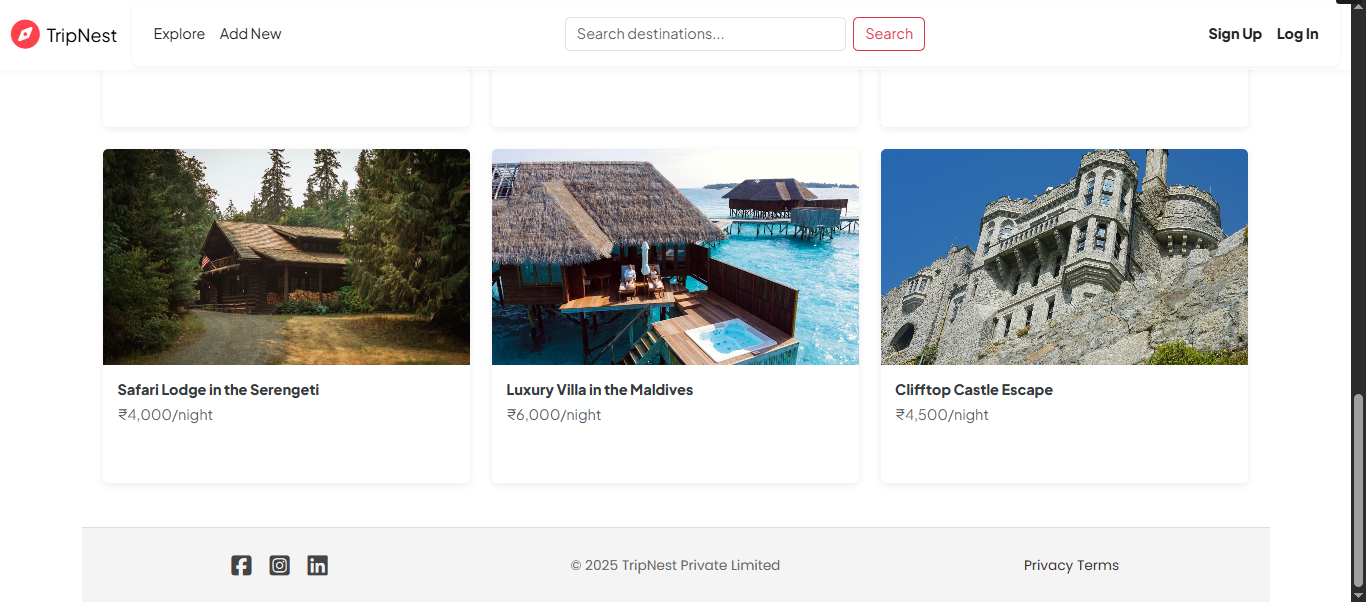 TripNest
Explore Add New
Search destinations...
Search
Sign Up Log In
Safari Lodge in the Serengeti
₹4,000/night
Luxury Villa in the Maldives
₹6,000/night
Clifftop Castle Escape
₹4,500/night
© 2025 TripNest Private Limited
Privacy Terms